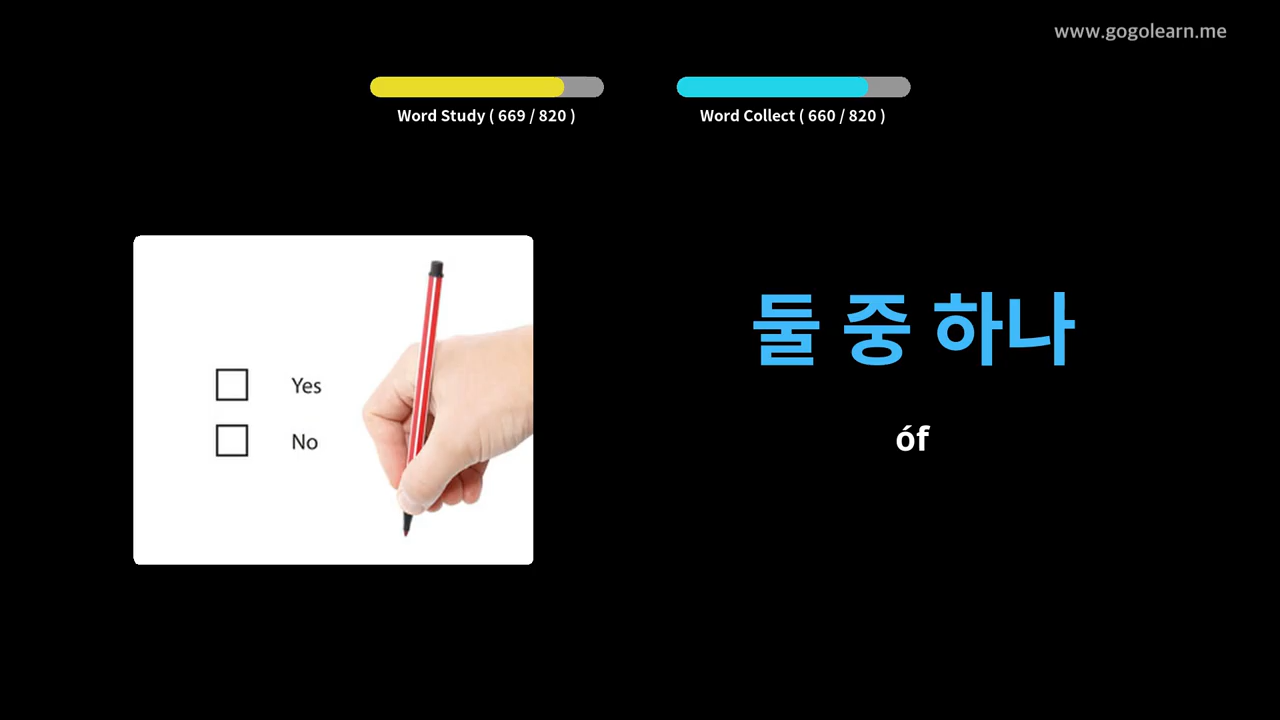 www.gogolearn.me
Word Study ( 669 / 820 )
Word Collect ( 660 / 820 )
Yes
No
둘 중 하나
óf